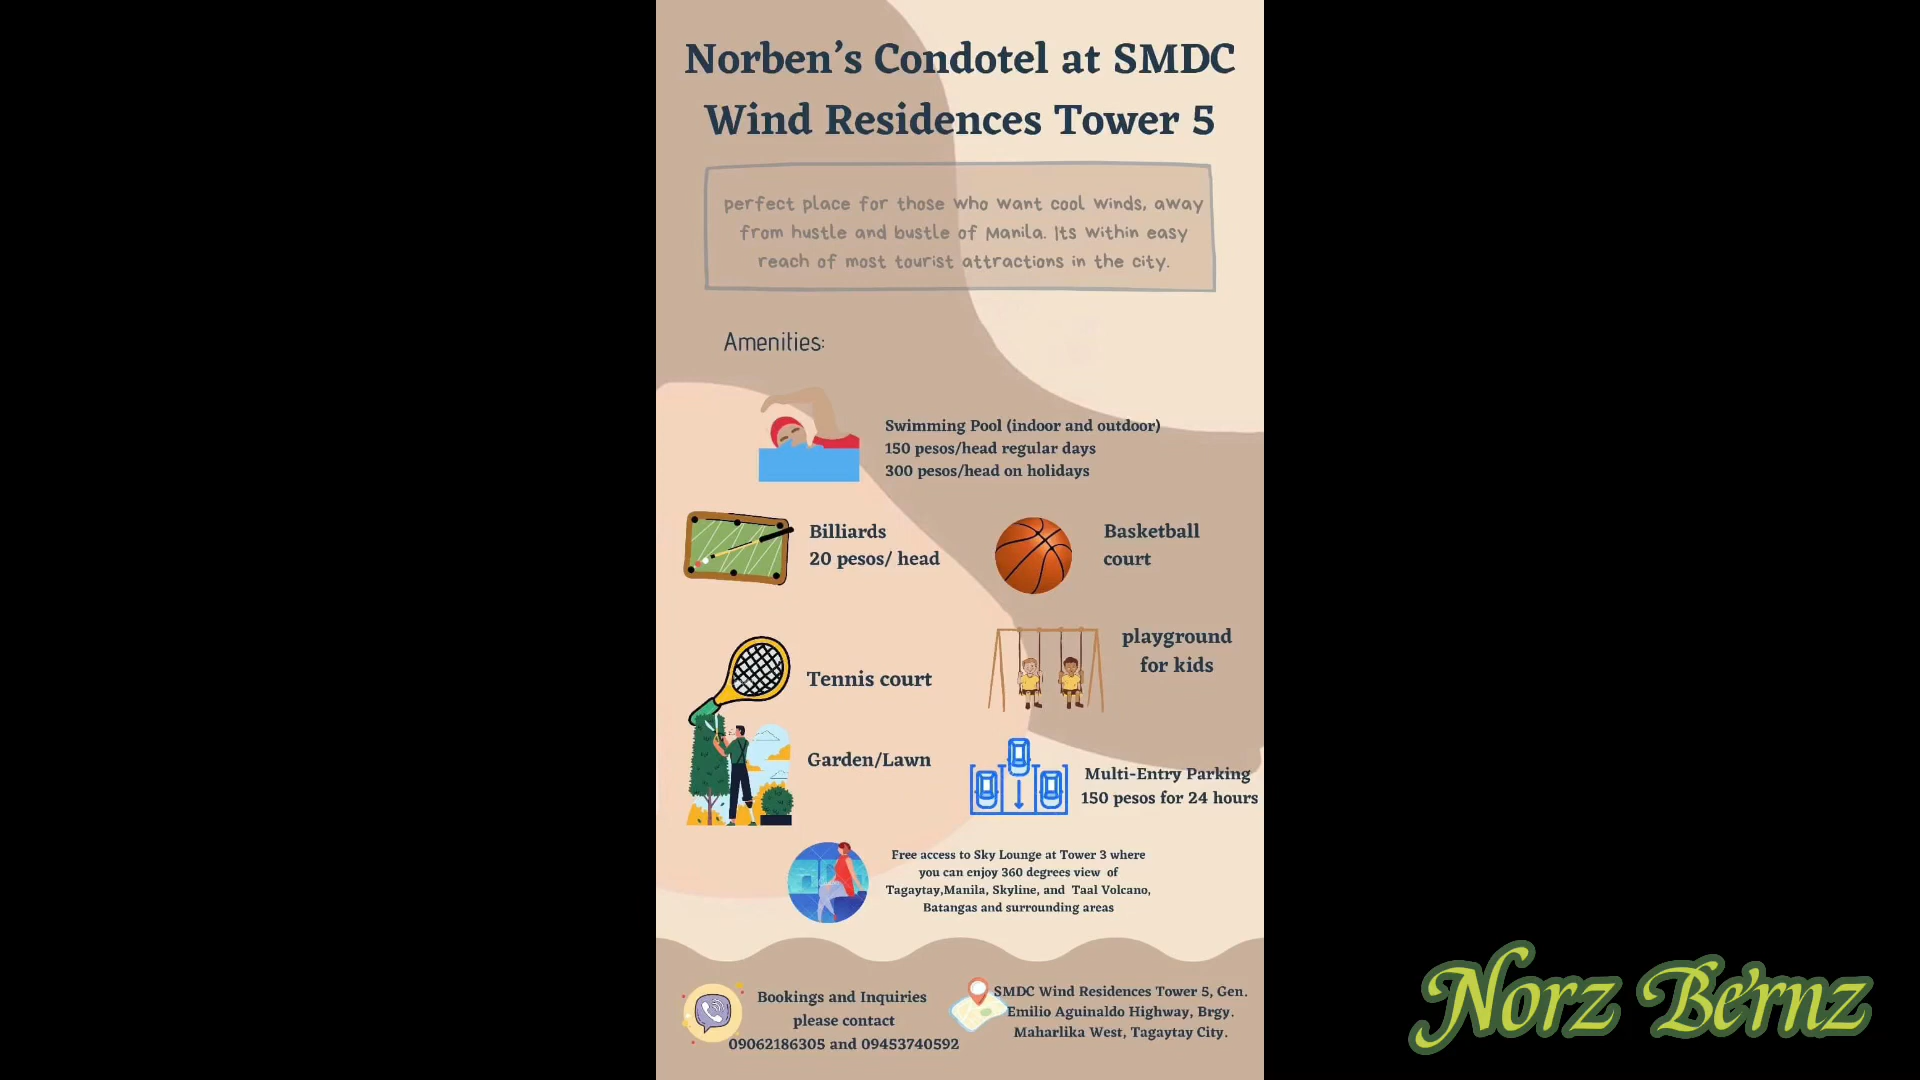 Norben's Condotel at SMDC
Wind Residences Tower 5
perfect place for those who want cool winds, away
from hustle and bustle of Manila. Its within easy
reach of most tourist attractions in the city.
Amenities:
Swimming Pool (indoor and outdoor)
150 pesos/head regular days
300 pesos/head on holidays
Billiards
20 pesos/ head
Basketball
court
Tennis court
playground
for kids
Garden/Lawn
Multi-Entry Parking
150 pesos for 24 hours
Free access to Sky Lounge at Tower 3 where
you can enjoy 360 degrees view of
Tagaytay,Manila, Skyline, and Taal Volcano,
Batangas and surrounding areas
Bookings and Inquiries
please contact
09062186305 and 09453740592
SMDC Wind Residences Tower 5, Gen.
Emilio Aguinaldo Highway, Brgy.
Maharlika West, Tagaytay City.
Norz Be'rnz